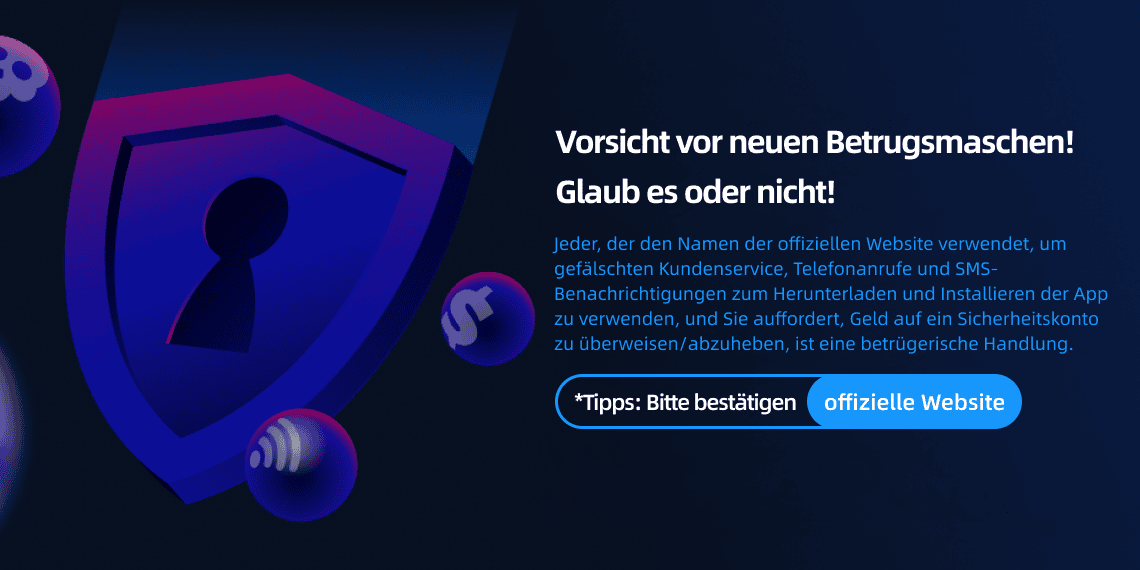 Vorsicht vor neuen Betrugsmaschen!
Glaub es oder nicht!
Jeder, der den Namen der offiziellen Website verwendet, um
gefälschten Kundenservice, Telefonanrufe und SMS-
Benachrichtigungen zum Herunterladen und Installieren der App
zu verwenden, und Sie auffordert, Geld auf ein Sicherheitskonto
zu überweisen/abzuheben, ist eine betrügerische Handlung.
*Tipps: Bitte bestätigen offizielle Website